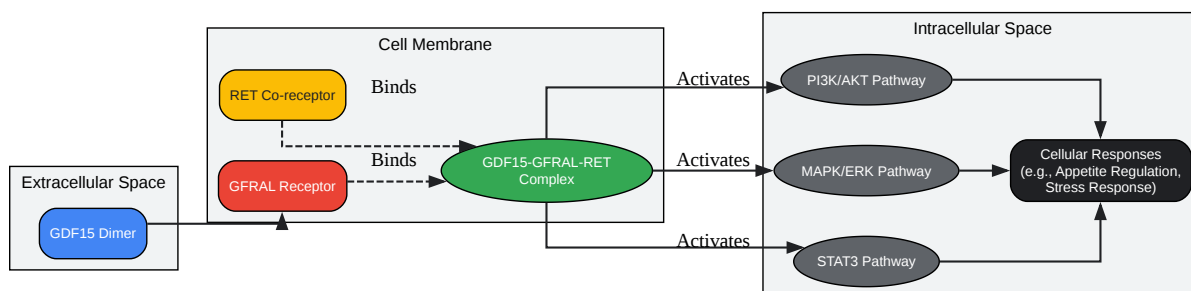 Extracellular Space
GDF15 Dimer
Cell Membrane
RET Co-receptor
Binds
GFRAL Receptor
Binds
GDF15-GFRAL-RET
Complex
Activates
Activates
Activates
Intracellular Space
PI3K/AKT Pathway
MAPK/ERK Pathway
STAT3 Pathway
Cellular Responses
(e.g., Appetite Regulation,
Stress Response)